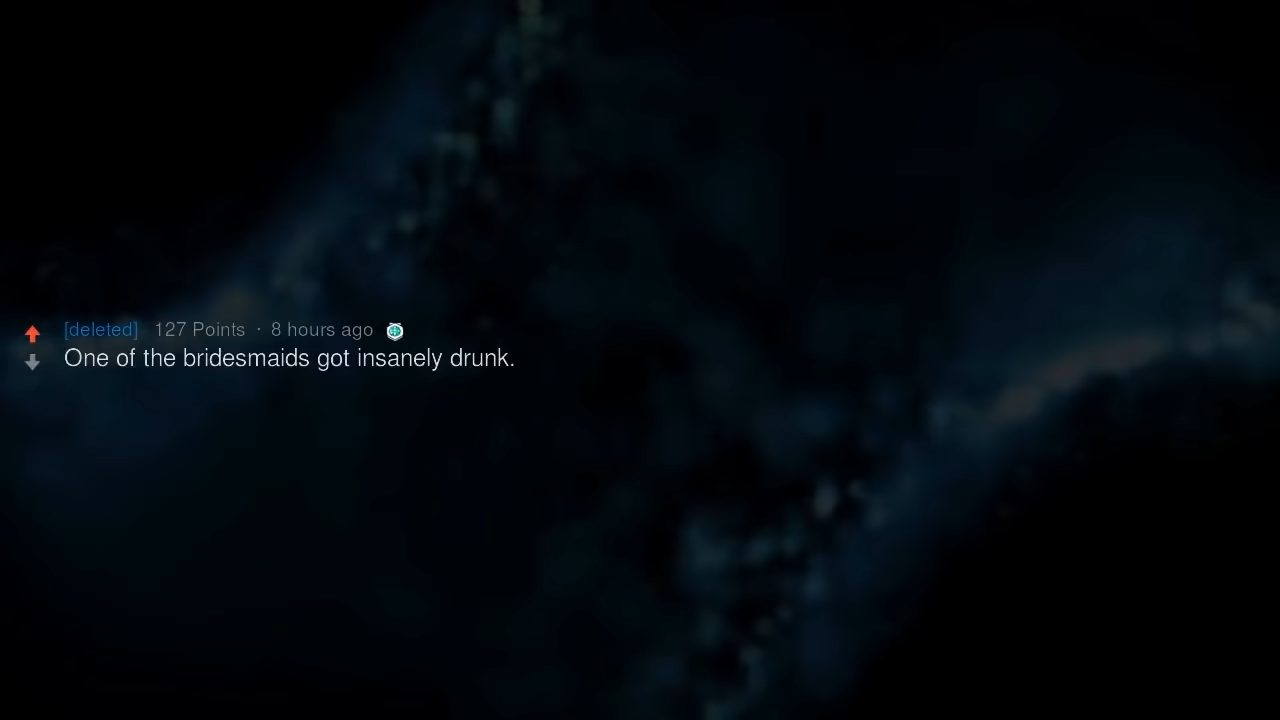 [deleted] 127 Points · 8 hours ago
One of the bridesmaids got insanely drunk.